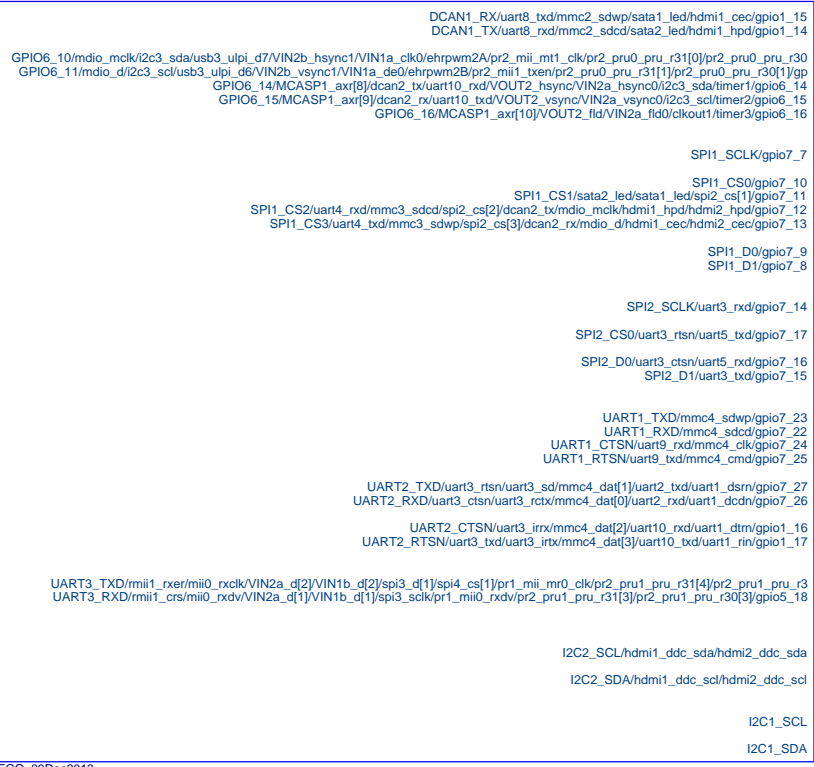 DCAN1_RX/uart8_txd/mmc2_sdwp/sata1_led/hdmi1_cec/gpio1_15
DCAN1_TX/uart8_rxd/mmc2_sdcd/sata2_led/hdmi1_hpd/gpio1_14
GPIO6_10/mdio_mclk/i2c3_sda/usb3_ulpi_d7/VIN2b_hsync1/VIN1a_clk0/ehrpwm2A/pr2_mii_mt1_clk/pr2_pru0_pru_r31[0]/pr2_pru0_pru_r30
GPIO6_11/mdio_d/i2c3_scl/usb3_ulpi_d6/VIN2b_vsync1/VIN1a_de0/ehrpwm2B/pr2_mii1_txen/pr2_pru0_pru_r31[1]/pr2_pru0_pru_r30[1]/gp
GPIO6_14/MCASP1_axr[8]/dcan2_tx/uart10_rxd/VOUT2_hsync/VIN2a_hsync0/i2c3_sda/timer1/gpio6_14
GPIO6_15/MCASP1_axr[9]/dcan2_rx/uart10_txd/VOUT2_vsync/VIN2a_vsync0/i2c3_scl/timer2/gpio6_15
GPIO6_16/MCASP1_axr[10]/VOUT2_fld/VIN2a_fld0/clkout1/timer3/gpio6_16
SPI1_SCLK/gpio7_7
SPI1_CS0/gpio7_10
SPI1_CS1/sata2_led/sata1_led/spi2_cs[1]/gpio7_11
SPI1_CS2/uart4_rxd/mmc3_sdcd/spi2_cs[2]/dcan2_tx/mdio_mclk/hdmi1_hpd/hdmi2_hpd/gpio7_12
SPI1_CS3/uart4_txd/mmc3_sdwp/spi2_cs[3]/dcan2_rx/mdio_d/hdmi1_cec/hdmi2_cec/gpio7_13
SPI1_D0/gpio7_9
SPI1_D1/gpio7_8
SPI2_SCLK/uart3_rxd/gpio7_14
SPI2_CS0/uart3_rtsn/uart5_txd/gpio7_17
SPI2_D0/uart3_ctsn/uart5_rxd/gpio7_16
SPI2_D1/uart3_txd/gpio7_15
UART1_TXD/mmc4_sdwp/gpio7_23
UART1_RXD/mmc4_sdcd/gpio7_22
UART1_CTSN/uart9_rxd/mmc4_clk/gpio7_24
UART1_RTSN/uart9_txd/mmc4_cmd/gpio7_25
UART2_TXD/uart3_rtsn/uart3_sd/mmc4_dat[1]/uart2_txd/uart1_dsrn/gpio7_27
UART2_RXD/uart3_ctsn/uart3_rctx/mmc4_dat[0]/uart2_rxd/uart1_dcdn/gpio7_26
UART2_CTSN/uart3_irrx/mmc4_dat[2]/uart10_rxd/uart1_dtrn/gpio1_16
UART2_RTSN/uart3_txd/uart3_irtx/mmc4_dat[3]/uart10_txd/uart1_rin/gpio1_17
UART3_TXD/rmii1_rxer/mii0_rxclk/VIN2a_d[2]/VIN1b_d[2]/spi3_d[1]/spi4_cs[1]/pr1_mii_mr0_clk/pr2_pru1_pru_r31[4]/pr2_pru1_pru_r3
UART3_RXD/rmii1_crs/mii0_rxdv/VIN2a_d[1]/VIN1b_d[1]/spi3_sclk/pr1_mii0_rxdv/pr2_pru1_pru_r31[3]/pr2_pru1_pru_r30[3]/gpio5_18
I2C2_SCL/hdmi1_ddc_sda/hdmi2_ddc_sda
I2C2_SDA/hdmi1_ddc_scl/hdmi2_ddc_scl
I2C1_SCL
I2C1_SDA